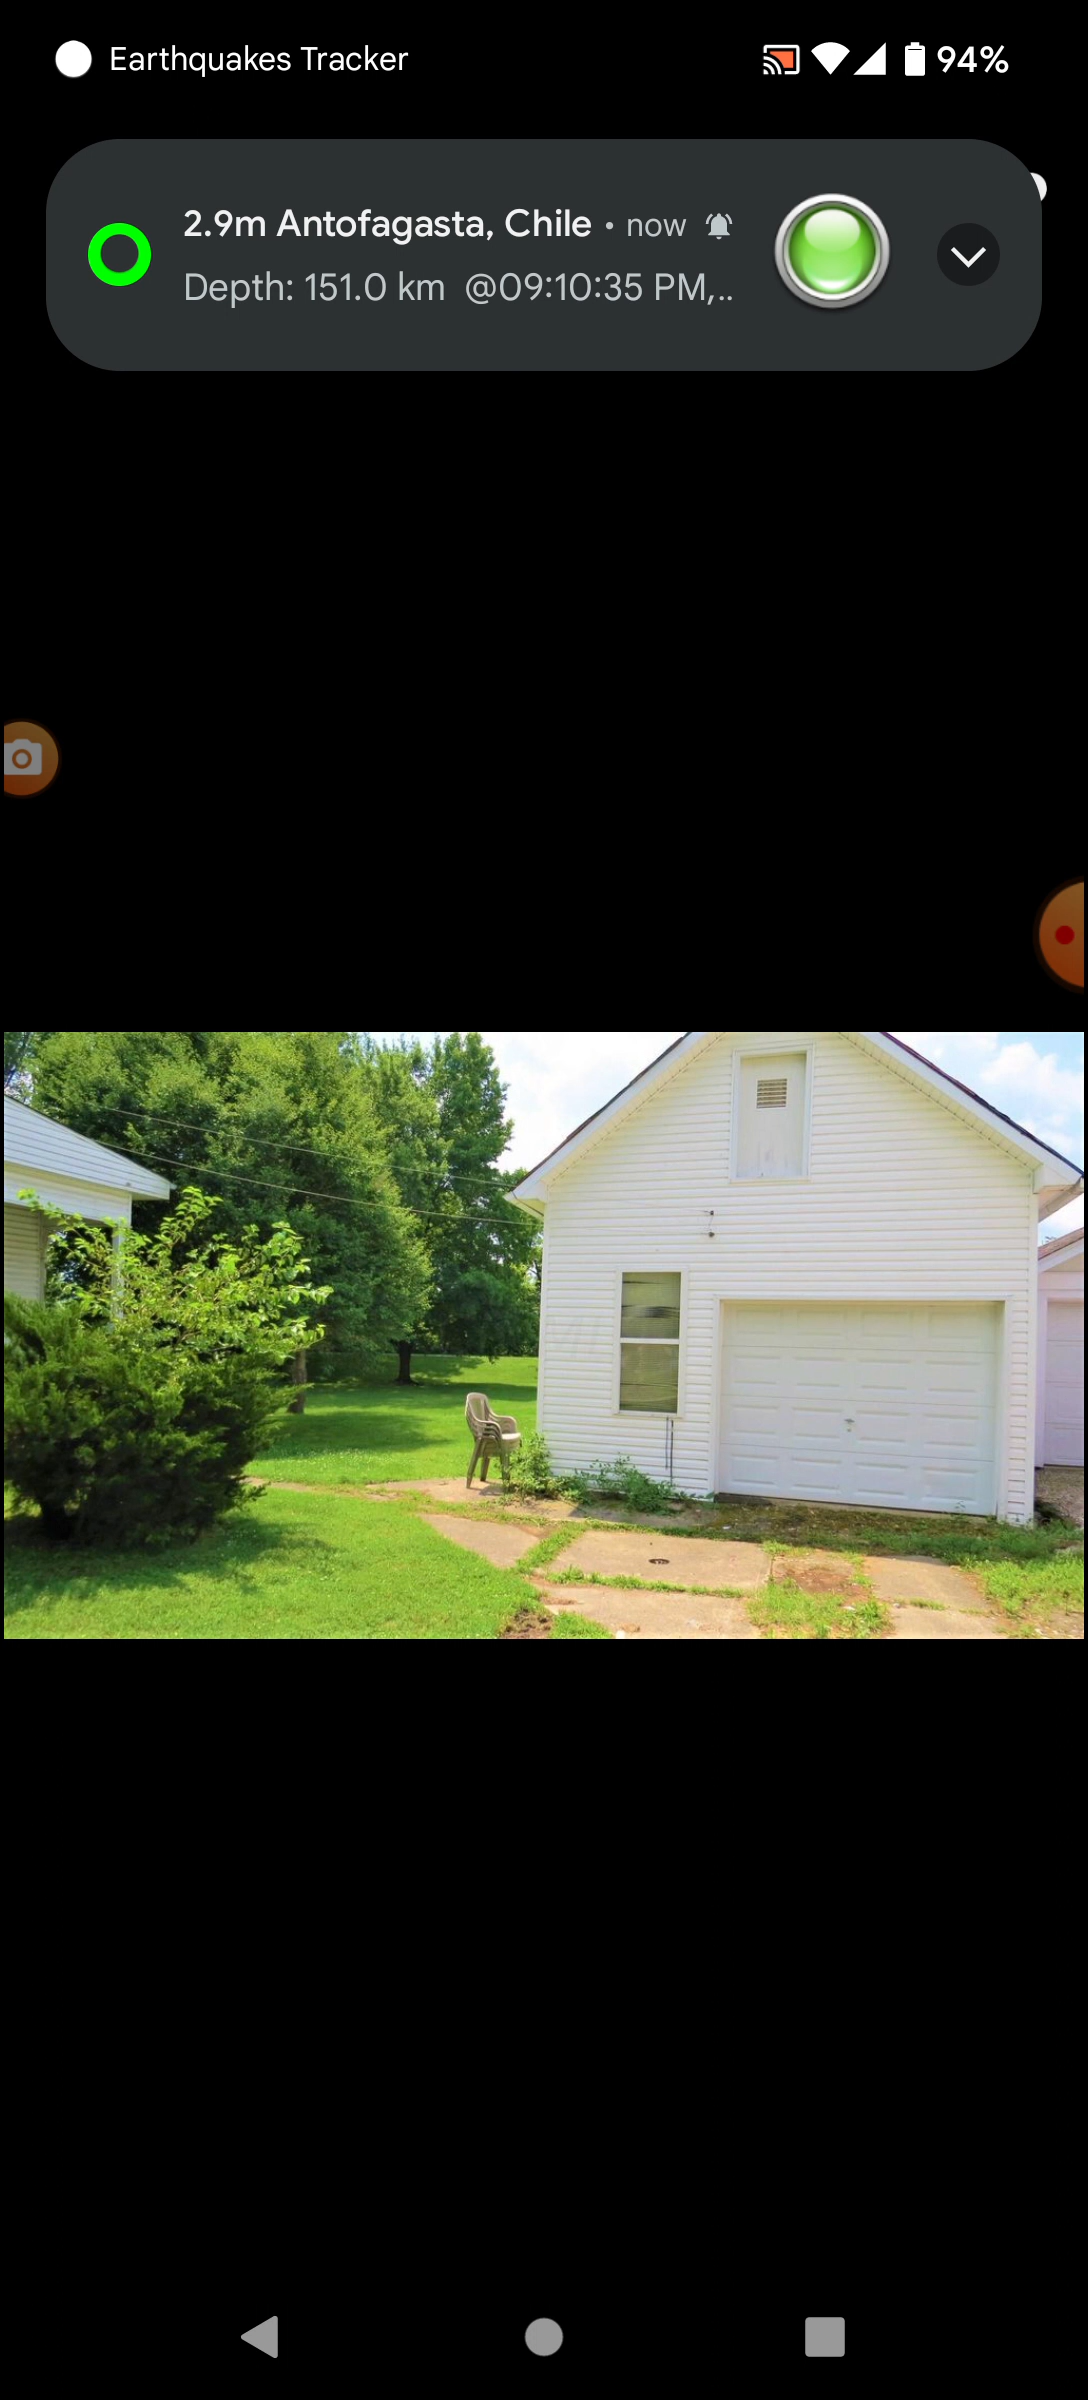 Earthquakes Tracker
94%
2.9m Antofagasta, Chile • now
Depth: 151.0 km @09:10:35 PM,..